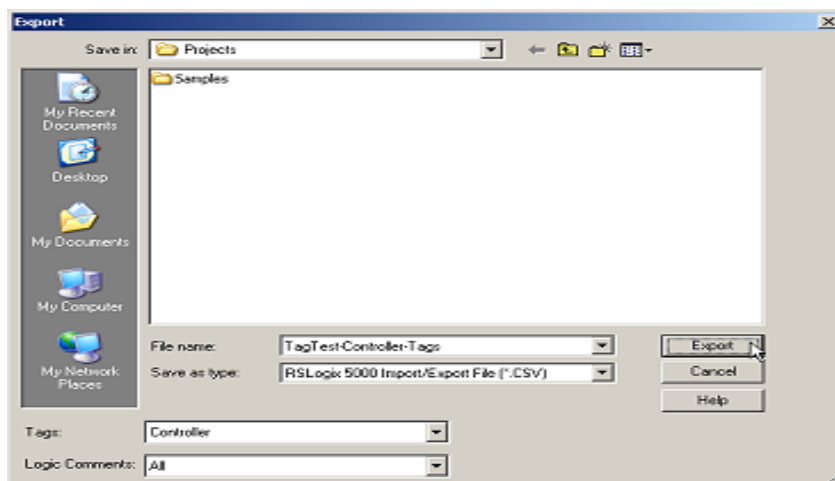 Export
Save in: Projects
Samples
My Recent
Documents
Desktop
My Documents
My Computer
My Network
Places
File name: TagTest-Controller-Tags Export
Save as type: RSLogix 5000 Import/Export File (*.CSV) Cancel
Help
Tags: Controller
Logic Comments: All